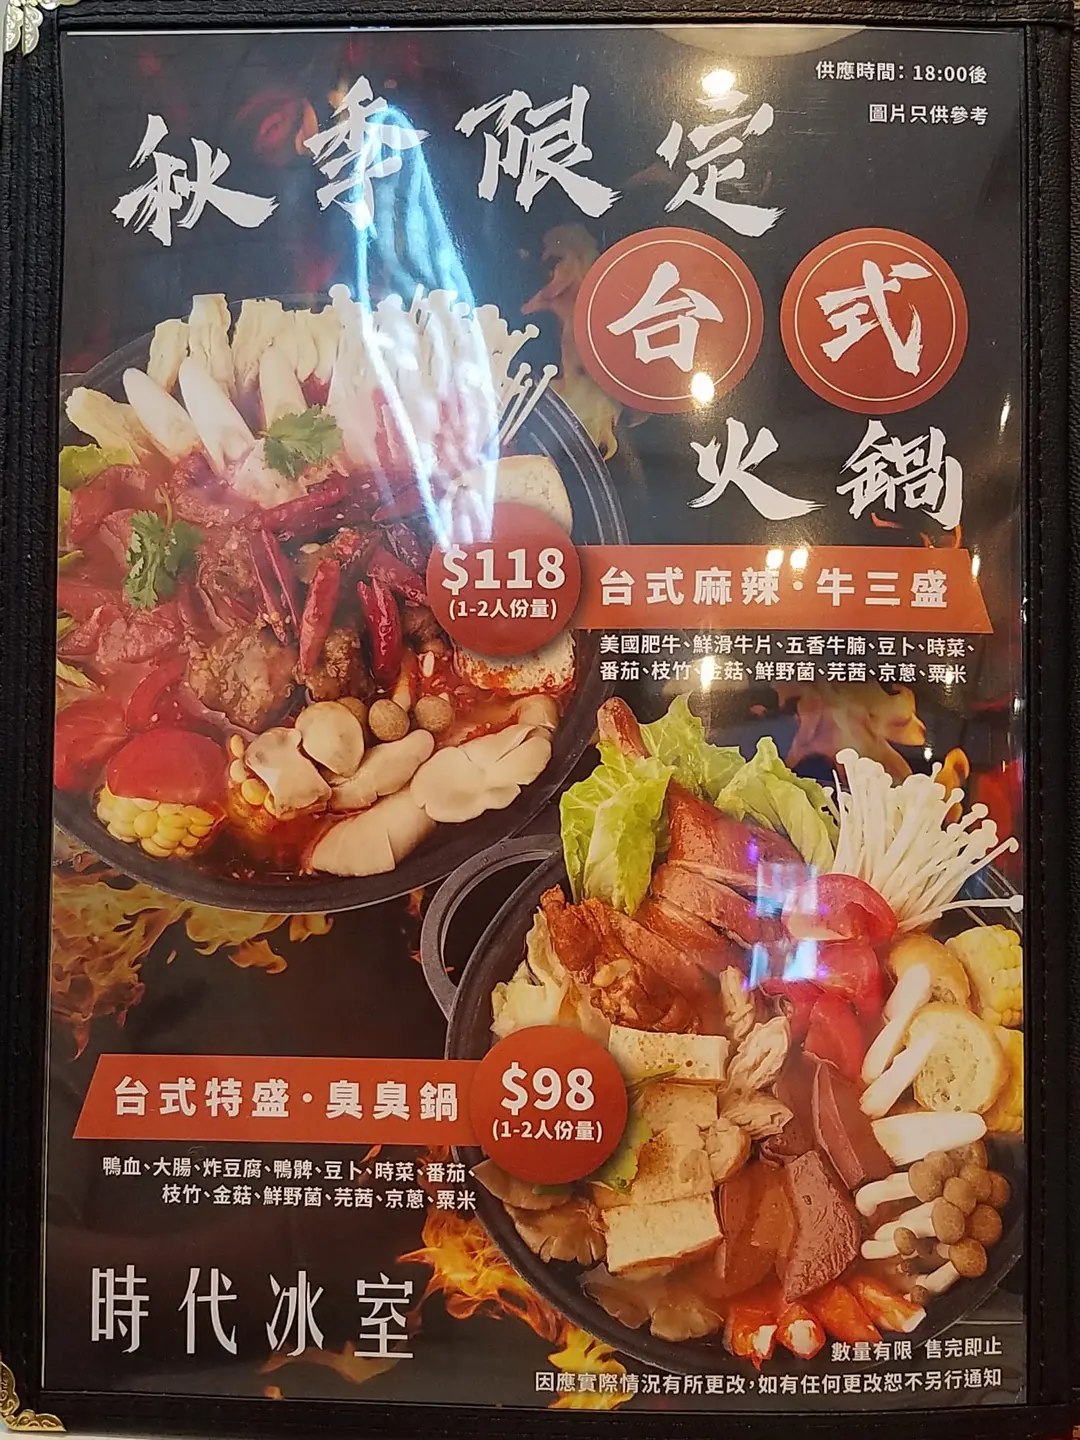 供應時間：18:00後
圖片只供參考
秋季限定
台式
火鍋
$118
(1-2人份量)
台式麻辣·牛三盛
美國肥牛、鮮滑牛片、五香牛腩、豆卜、時菜、
番茄、枝竹、金菇、鮮野菌、芫茜、京蔥、粟米
台式特盛·臭臭鍋
$98
(1-2人份量)
鴨血、大腸、炸豆腐、鴨髀、豆卜、時菜、番茄、
枝竹、金菇、鮮野菌、芫茜、京蔥、粟米
時代冰室
數量有限 售完即止
因應實際情況有所更改，如有任何更改恕不另行通知